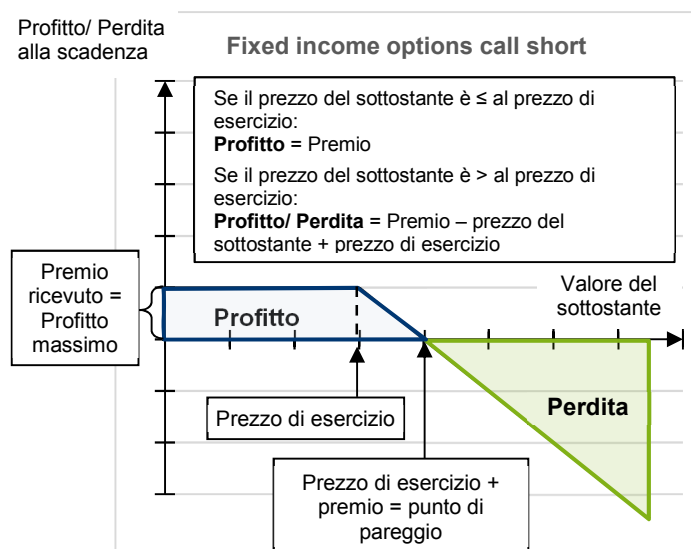 Profitto/ Perdita
alla scadenza
Fixed income options call short
Se il prezzo del sottostante è ≤ al prezzo di
esercizio:
Profitto = Premio
Se il prezzo del sottostante è > al prezzo di
esercizio:
Profitto/ Perdita = Premio – prezzo del
sottostante + prezzo di esercizio
Premio
ricevuto =
Profitto
massimo
Profitto
Valore del
sottostante
Prezzo di esercizio
Perdita
Prezzo di esercizio +
premio = punto di
pareggio